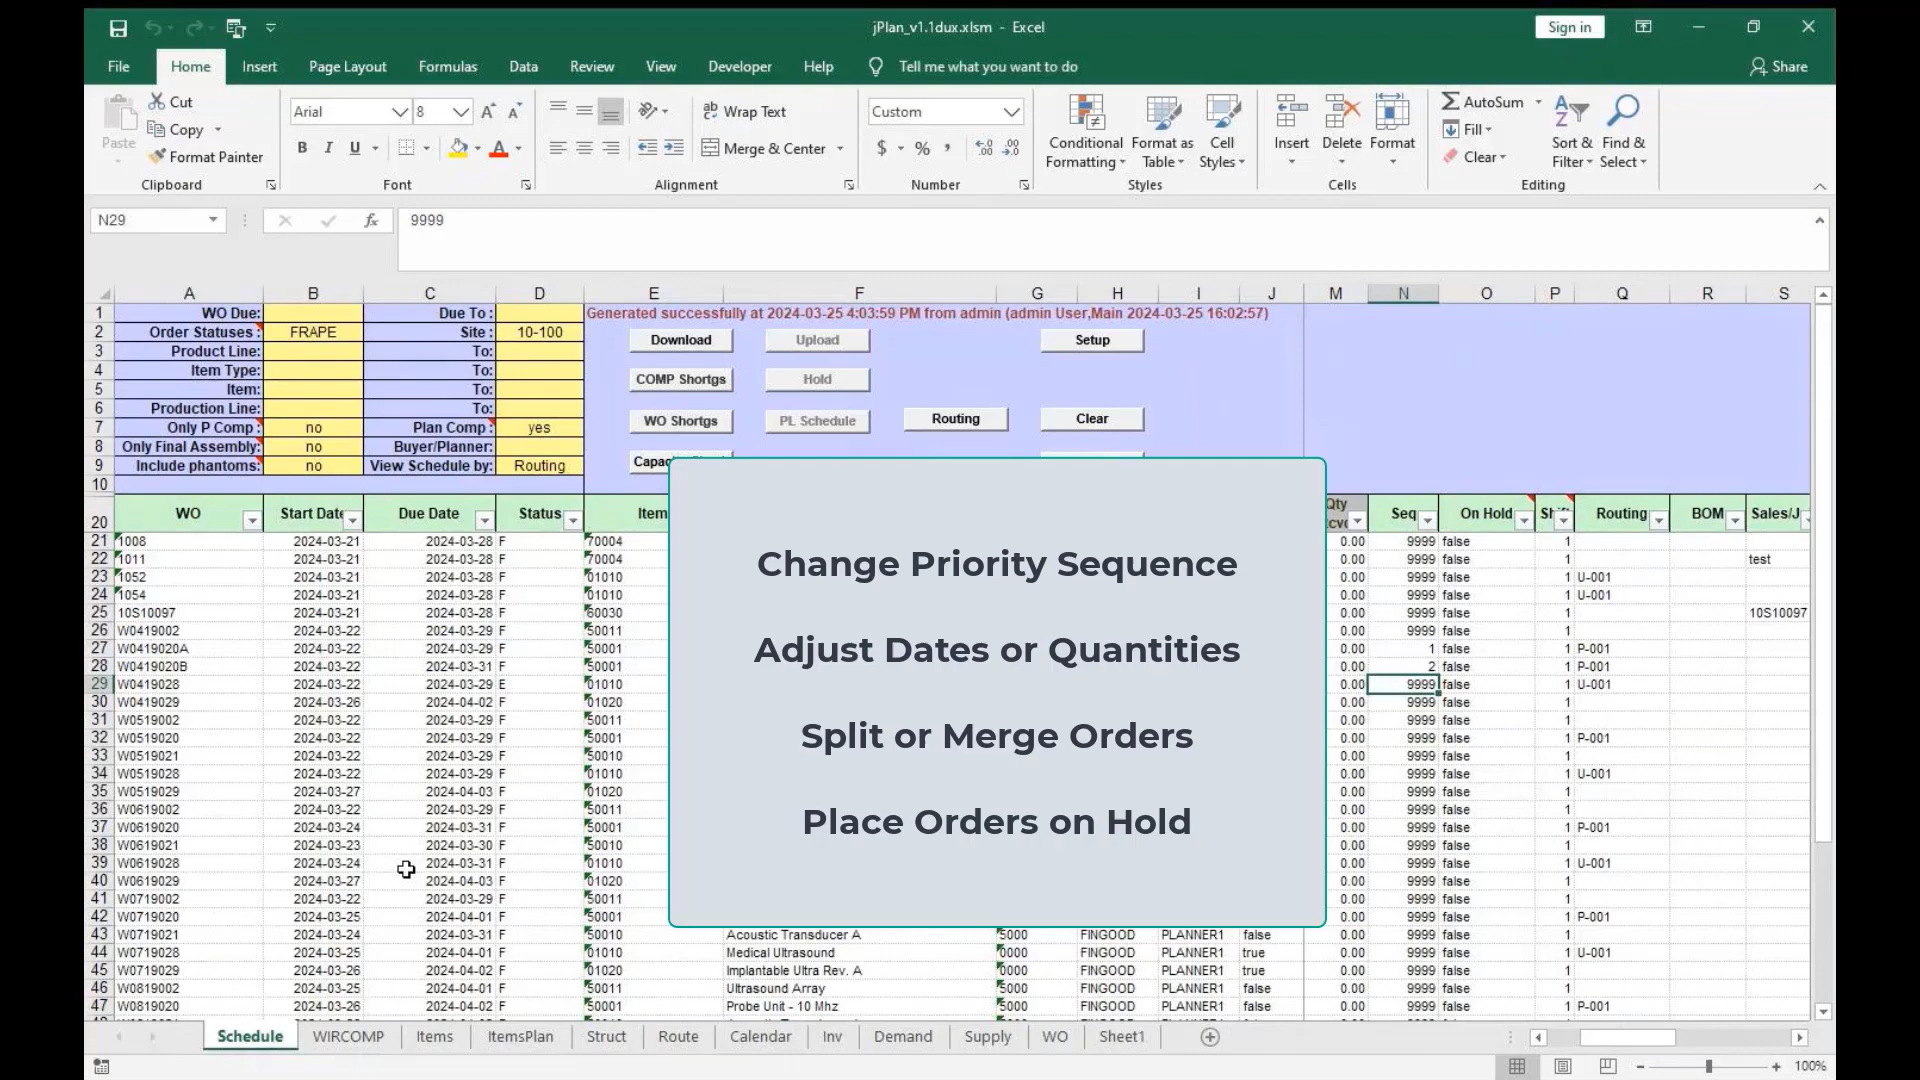 jPlan_v1.1dux.xlsm - Excel
Sign in
File Home Insert Page Layout Formulas Data Review View Developer Help Tell me what you want to do Share
Paste Cut
Copy
Format Painter
Clipboard
Arial 8
B I U
Font
Wrap Text
Merge & Center
Alignment
Custom
$ % ,
Number
Conditional Formatting Format as Table Cell Styles
Styles
Insert Delete Format
Cells
AutoSum
Fill
Clear
Sort & Filter Find & Select
Editing
N29 fx 9999
A B C D E F G H I J M N O P Q R S
1 WO Due: Due To : Generated successfully at 2024-03-25 4:03:59 PM from admin (admin User,Main 2024-03-25 16:02:57)
2 Order Statuses : FRAPE Site : 10-100 Download Upload Setup
3 Product Line: To:
4 Item Type: To: COMP Shortgs Hold
5 Item: To:
6 Production Line: To:
7 Only P Comp : no Plan Comp : yes WO Shortgs PL Schedule Routing Clear
8 Only Final Assembly: no Buyer/Planner:
9 Include phantoms: no View Schedule by: Routing
10
20 WO Start Date Due Date Status Item Qty Seq On Hold Routing BOM Sales/J
21 1008 2024-03-21 2024-03-28 F 70004 0.00 9999 false 1
22 1011 2024-03-21 2024-03-28 F 70004 0.00 9999 false 1 test
23 1052 2024-03-21 2024-03-28 F 01010 0.00 9999 false 1 U-001
24 1054 2024-03-21 2024-03-28 F 01010 0.00 9999 false 1 U-001
25 10S10097 2024-03-21 2024-03-28 F 60030 0.00 9999 false 1 10S10097
26 W0419002 2024-03-22 2024-03-29 F 50011 0.00 9999 false 1
27 W0419020A 2024-03-22 2024-03-29 F 50001 0.00 1 false 1 P-001
28 W0419020B 2024-03-22 2024-03-31 F 50001 0.00 2 false 1 P-001
29 W0419028 2024-03-22 2024-03-29 E 01010 0.00 9999 false 1 U-001
30 W0419029 2024-03-26 2024-04-02 F 01020 0.00 9999 false 1
31 W0519002 2024-03-22 2024-03-29 F 50011 0.00 9999 false 1
32 W0519020 2024-03-22 2024-03-29 F 50001 0.00 9999 false 1 P-001
33 W0519021 2024-03-22 2024-03-29 F 50010 0.00 9999 false 1
34 W0519028 2024-03-22 2024-03-29 F 01010 0.00 9999 false 1 U-001
35 W0519029 2024-03-27 2024-04-03 F 01020 0.00 9999 false 1
36 W0619002 2024-03-22 2024-03-29 F 50011 0.00 9999 false 1
37 W0619020 2024-03-24 2024-03-31 F 50001 0.00 9999 false 1 P-001
38 W0619021 2024-03-23 2024-03-30 F 50010 0.00 9999 false 1
39 W0619028 2024-03-24 2024-03-31 F 01010 0.00 9999 false 1 U-001
40 W0619029 2024-03-27 2024-04-03 F 01020 0.00 9999 false 1
41 W0719002 2024-03-22 2024-03-29 F 50011 0.00 9999 false 1
42 W0719020 2024-03-25 2024-04-01 F 50001 0.00 9999 false 1 P-001
43 W0719021 2024-03-24 2024-03-31 F 50010 Acoustic Transducer A 5000 FINGOOD PLANNER1 false 0.00 9999 false 1
44 W0719028 2024-03-25 2024-04-01 F 01010 Medical Ultrasound 0000 FINGOOD PLANNER1 true 0.00 9999 false 1 U-001
45 W0719029 2024-03-26 2024-04-02 F 01020 Implantable Ultra Rev. A 0000 FINGOOD PLANNER1 true 0.00 9999 false 1
46 W0819002 2024-03-25 2024-04-01 F 50011 Ultrasound Array 5000 FINGOOD PLANNER1 false 0.00 9999 false 1
47 W0819020 2024-03-26 2024-04-02 F 50001 Probe Unit - 10 Mhz 5000 FINGOOD PLANNER1 false 0.00 9999 false 1 P-001
Change Priority Sequence
Adjust Dates or Quantities
Split or Merge Orders
Place Orders on Hold
Schedule WIRCOMP Items ItemsPlan Struct Route Calendar Inv Demand Supply WO Sheet1
100%